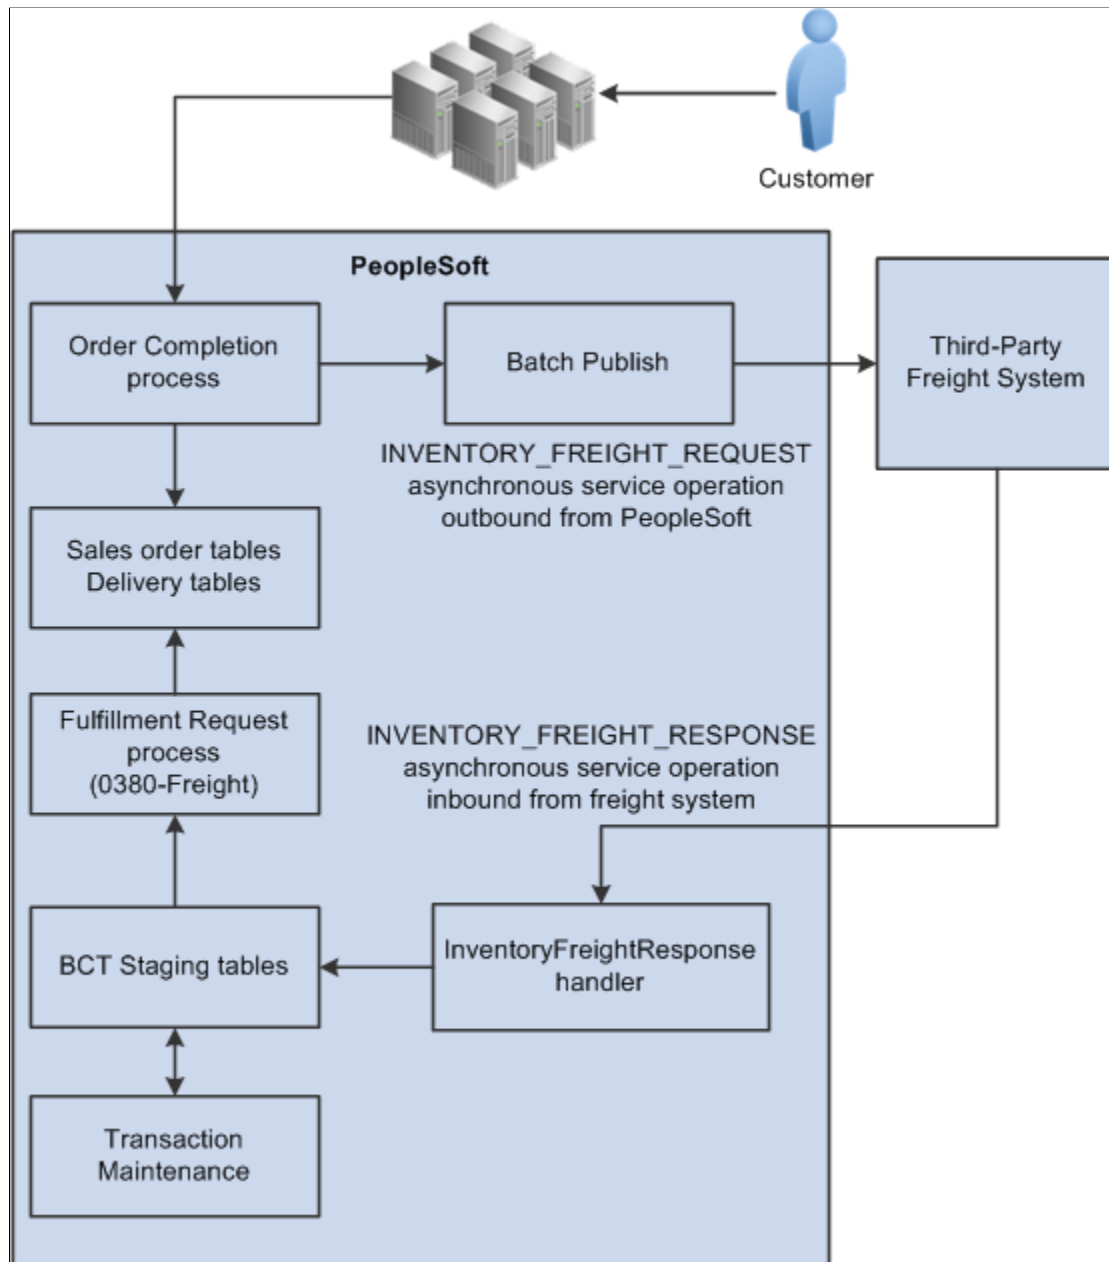 Customer
PeopleSoft
Order Completion
process
Batch Publish
Third-Party
Freight System
INVENTORY_FREIGHT_REQUEST
asynchronous service operation
outbound from PeopleSoft
Sales order tables
Delivery tables
Fulfillment Request
process
(0380-Freight)
INVENTORY_FREIGHT_RESPONSE
asynchronous service operation
inbound from freight system
BCT Staging tables
InventoryFreightResponse
handler
Transaction
Maintenance